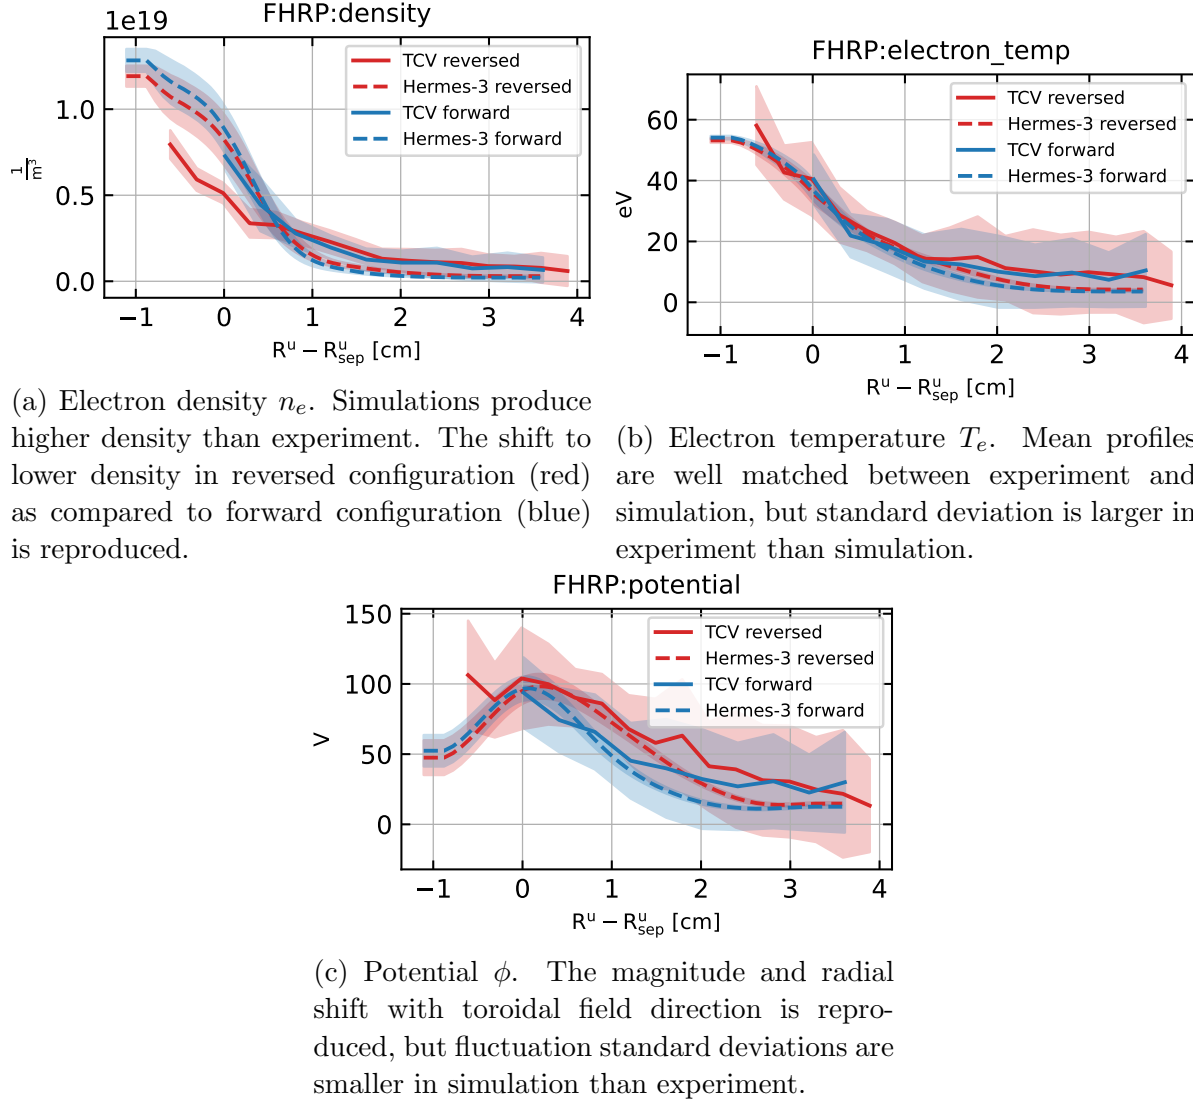 1e19
FHRP:density
TCV reversed
Hermes-3 reversed
TCV forward
Hermes-3 forward
1.0
0.5
0.0
1/m³
−1 0 1 2 3 4
Rᵘ − Rᵘsep [cm]
(a) Electron density nₑ. Simulations produce
higher density than experiment. The shift to
lower density in reversed configuration (red)
as compared to forward configuration (blue)
is reproduced.
FHRP:electron_temp
TCV reversed
Hermes-3 reversed
TCV forward
Hermes-3 forward
60
40
20
0
eV
−1 0 1 2 3 4
Rᵘ − Rᵘsep [cm]
(b) Electron temperature Tₑ. Mean profiles
are well matched between experiment and
simulation, but standard deviation is larger in
experiment than simulation.
FHRP:potential
TCV reversed
Hermes-3 reversed
TCV forward
Hermes-3 forward
150
100
50
0
V
−1 0 1 2 3 4
Rᵘ − Rᵘsep [cm]
(c) Potential ϕ. The magnitude and radial
shift with toroidal field direction is repro-
duced, but fluctuation standard deviations are
smaller in simulation than experiment.